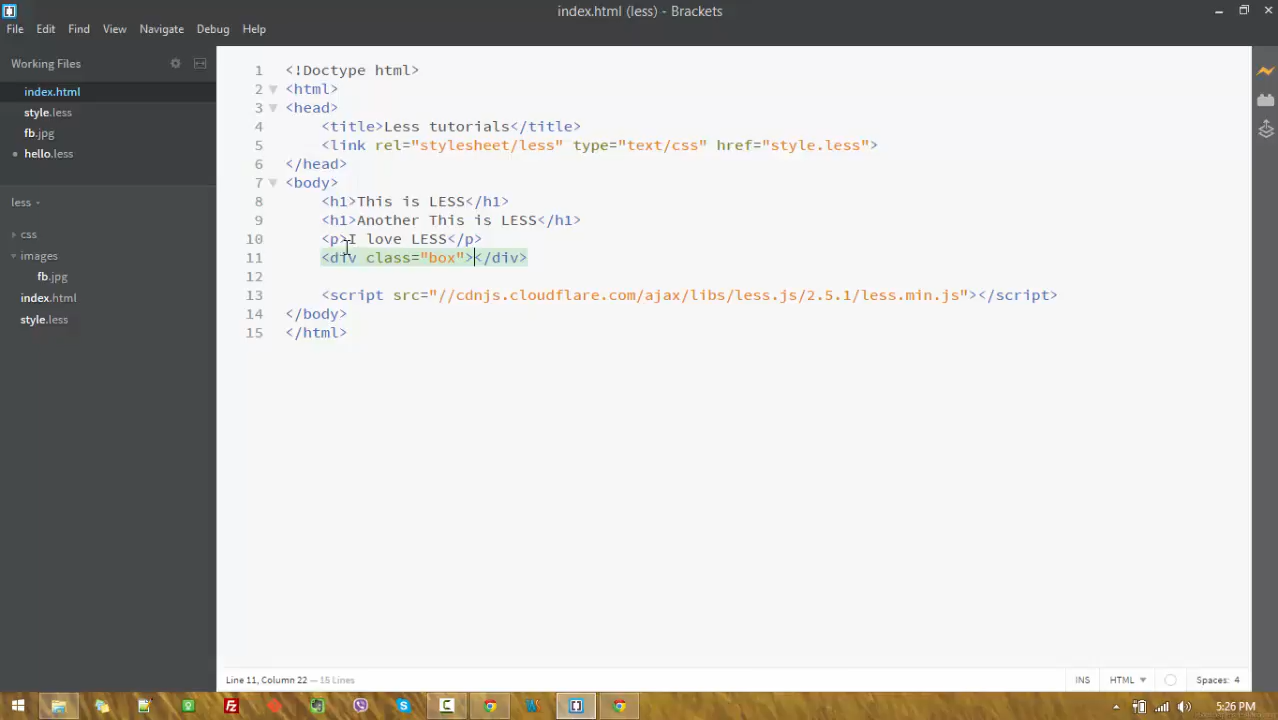 index.html (less) - Brackets
File Edit Find View Navigate Debug Help
Working Files
index.html
style.less
fb.jpg
hello.less
less
css
images
fb.jpg
index.html
style.less
1 <!Doctype html>
2 <html>
3 <head>
4 <title>Less tutorials</title>
5 <link rel="stylesheet/less" type="text/css" href="style.less">
6 </head>
7 <body>
8 <h1>This is LESS</h1>
9 <h1>Another This is LESS</h1>
10 <p>I love LESS</p>
11 <div class="box"></div>
12
13 <script src="//cdnjs.cloudflare.com/ajax/libs/less.js/2.5.1/less.min.js"></script>
14 </body>
15 </html>
Line 11, Column 22 — 15 Lines
INS HTML Spaces: 4
5:26 PM